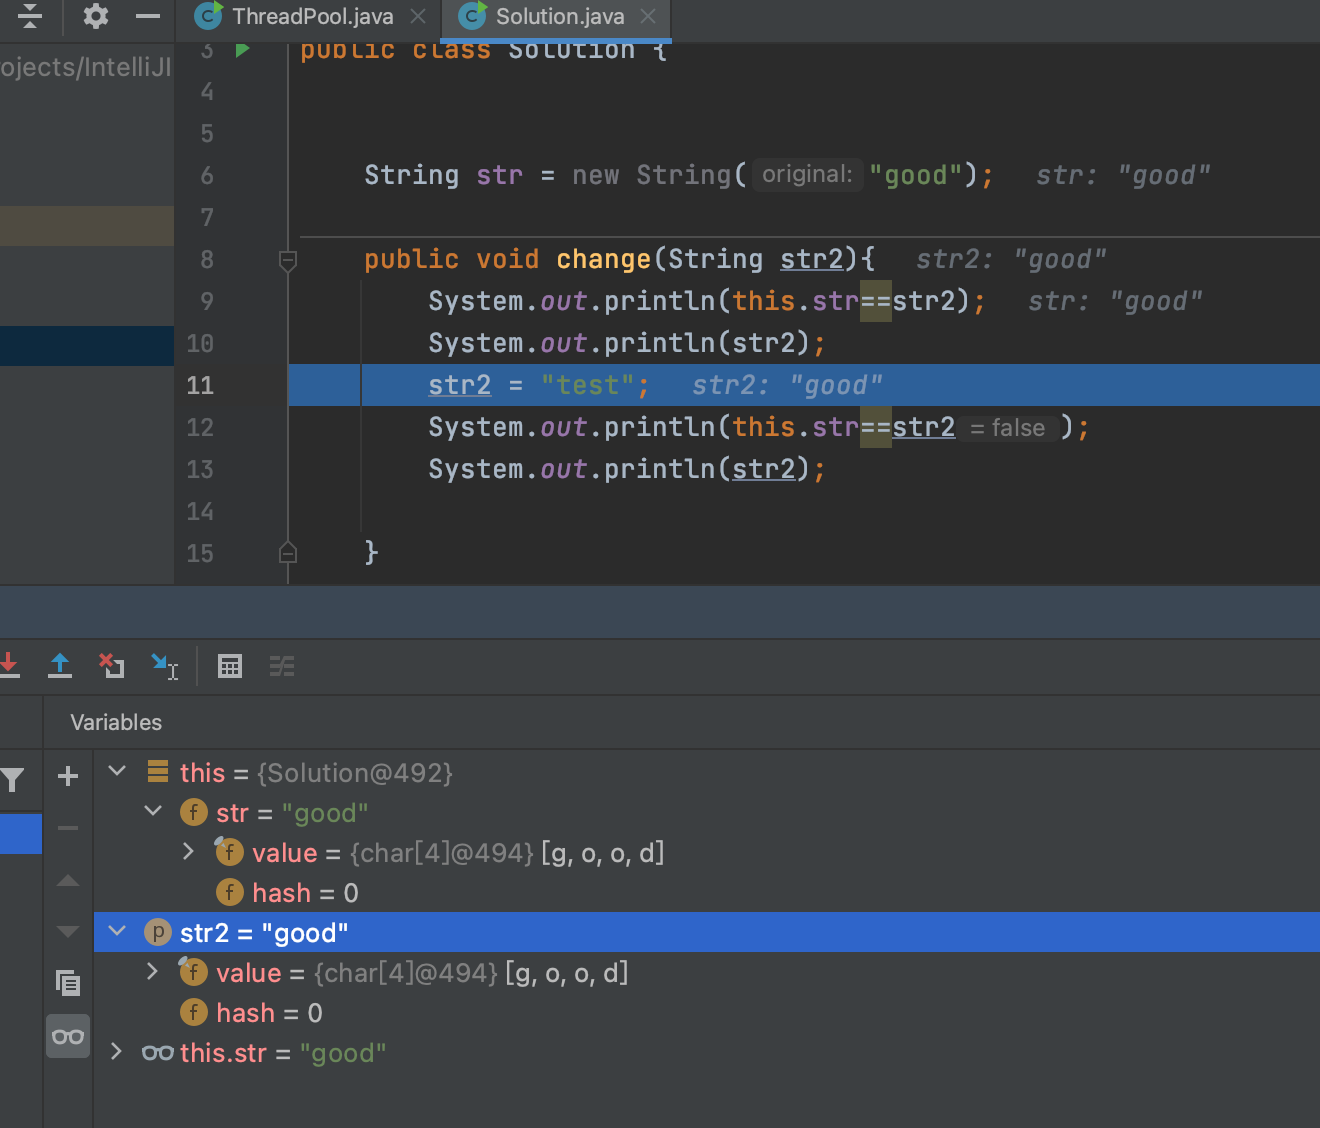 ThreadPool.java Solution.java
ojects/IntelliJI
3 public class Solution {
4
5
6 String str = new String( original: "good"); str: "good"
7
8 public void change(String str2){ str2: "good"
9 System.out.println(this.str==str2); str: "good"
10 System.out.println(str2);
11 str2 = "test"; str2: "good"
12 System.out.println(this.str==str2 = false );
13 System.out.println(str2);
14
15 }
Variables
this = {Solution@492}
f str = "good"
f value = {char[4]@494} [g, o, o, d]
f hash = 0
p str2 = "good"
f value = {char[4]@494} [g, o, o, d]
f hash = 0
this.str = "good"